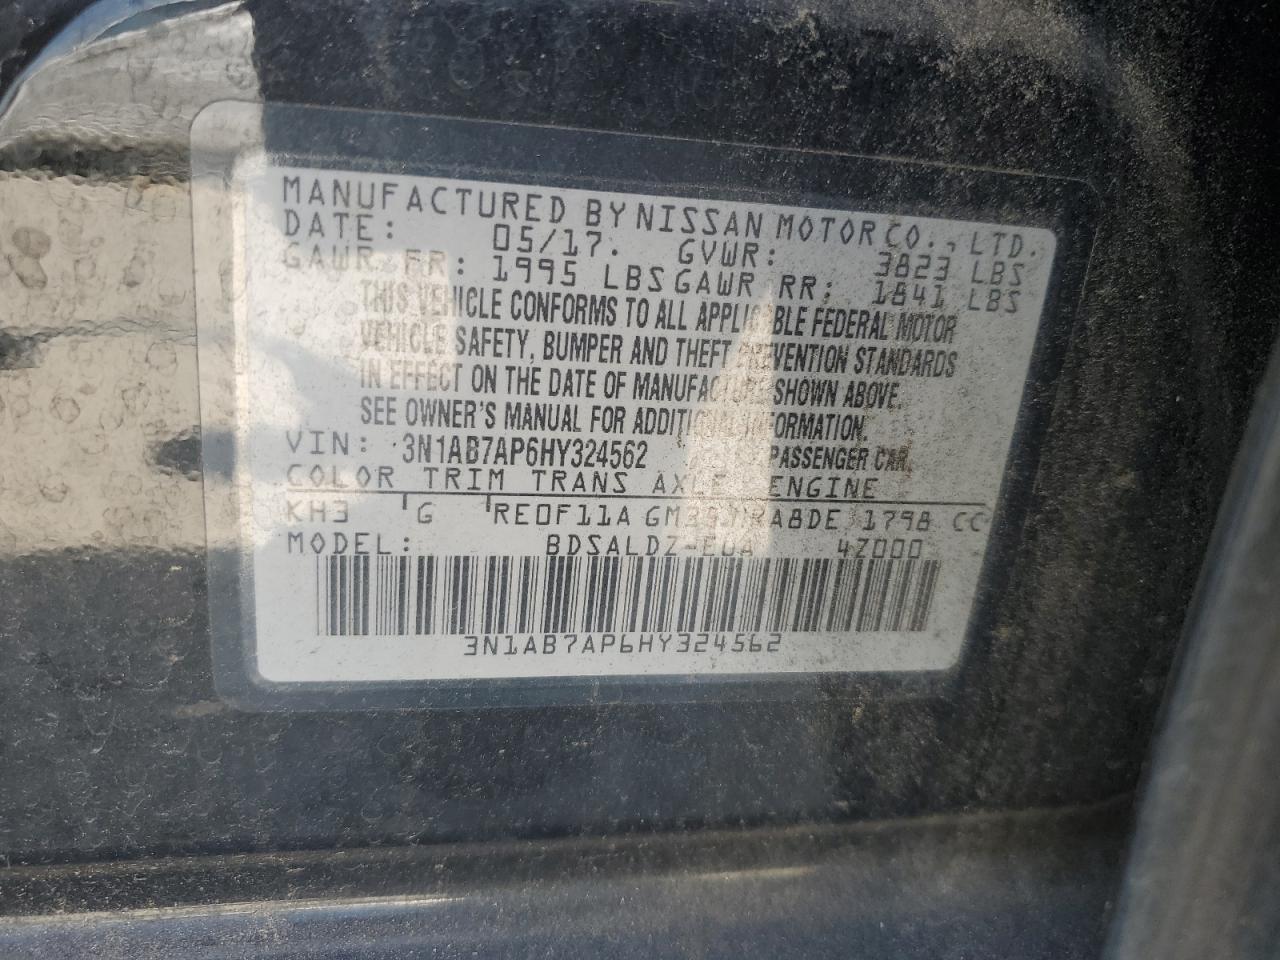 MANUFACTURED BY NISSAN MOTOR CO., LTD.
DATE: 05/17. GVWR: 3823 LBS
GAWR FR: 1995 LBS GAWR RR: 1841 LBS
THIS VEHICLE CONFORMS TO ALL APPLICABLE FEDERAL MOTOR
VEHICLE SAFETY, BUMPER AND THEFT PREVENTION STANDARDS
IN EFFECT ON THE DATE OF MANUFACTURE SHOWN ABOVE.
SEE OWNER'S MANUAL FOR ADDITIONAL INFORMATION.
VIN: 3N1AB7AP6HY324562 PASSENGER CAR
COLOR TRIM TRANS AXLE ENGINE
KH3 G RE0F11A 1798 CC
MODEL: BDSALDZ-EUA 4Z000
3N1AB7AP6HY324562